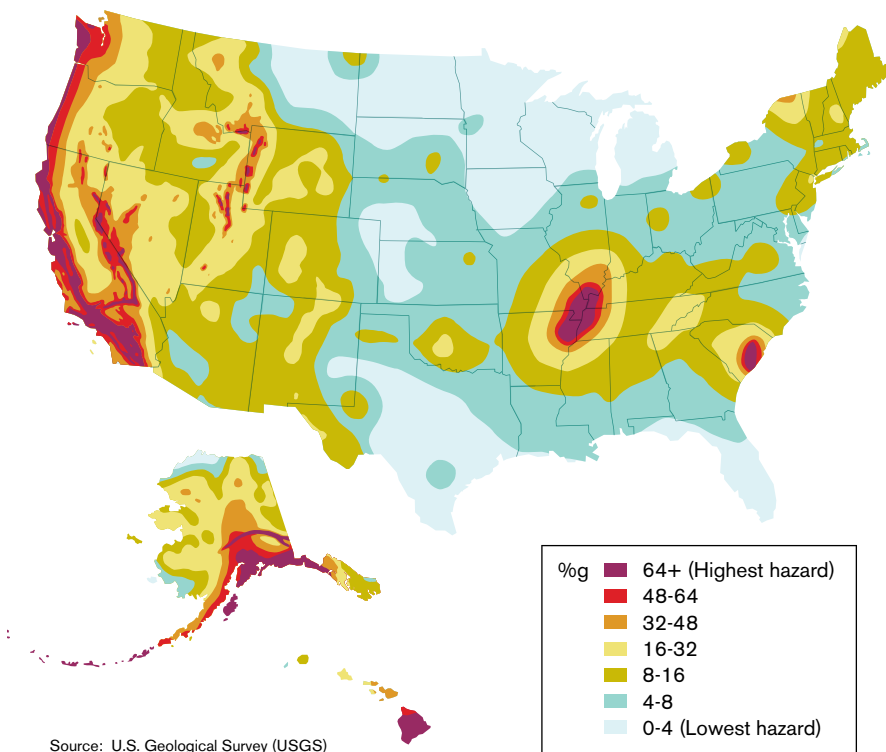 %g
64+ (Highest hazard)
48-64
32-48
16-32
8-16
4-8
0-4 (Lowest hazard)
Source: U.S. Geological Survey (USGS)